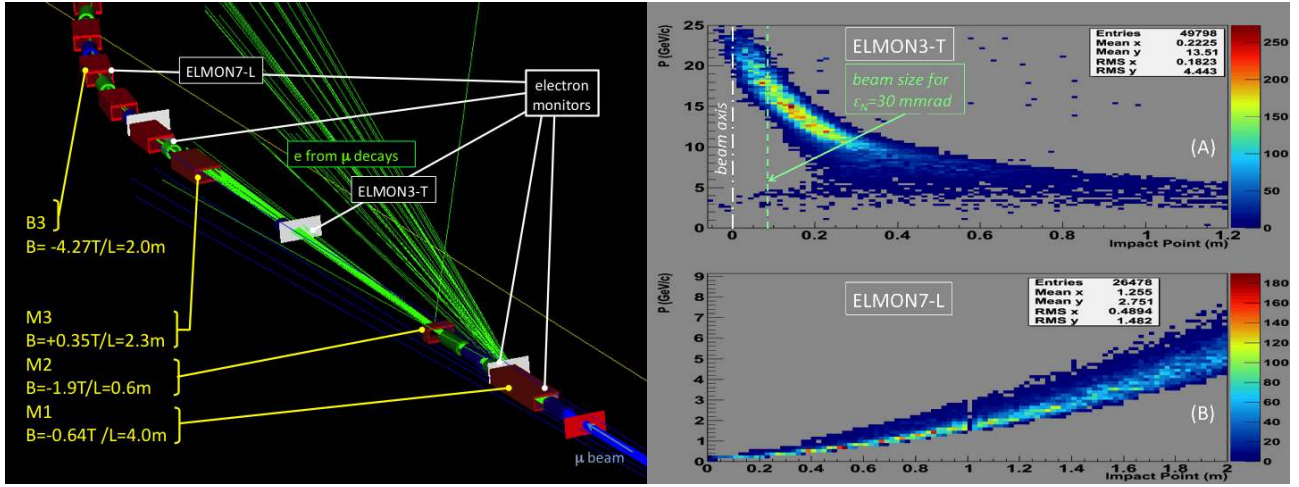 ELMON7-L
electron
monitors
e from μ decays
ELMON3-T
B3
B= -4.27T/L=2.0m
M3
B=+0.35T/L=2.3m
M2
B=-1.9T/L=0.6m
M1
B=-0.64T /L=4.0m
μ beam
P (GeV/c)
25
20
15
10
5
0
ELMON3-T
beam size for
εN=30 mmrad
beam axis
Entries 49798
Mean x 0.2225
Mean y 13.51
RMS x 0.1823
RMS y 4.443
(A)
250
200
150
100
50
0
0 0.2 0.4 0.6 0.8 1 1.2
Impact Point (m)
P (GeV/c)
9
8
7
6
5
4
3
2
1
0
ELMON7-L
Entries 26478
Mean x 1.255
Mean y 2.751
RMS x 0.4894
RMS y 1.482
(B)
180
160
140
120
100
80
60
40
20
0
0 0.2 0.4 0.6 0.8 1 1.2 1.4 1.6 1.8 2
Impact Point (m)